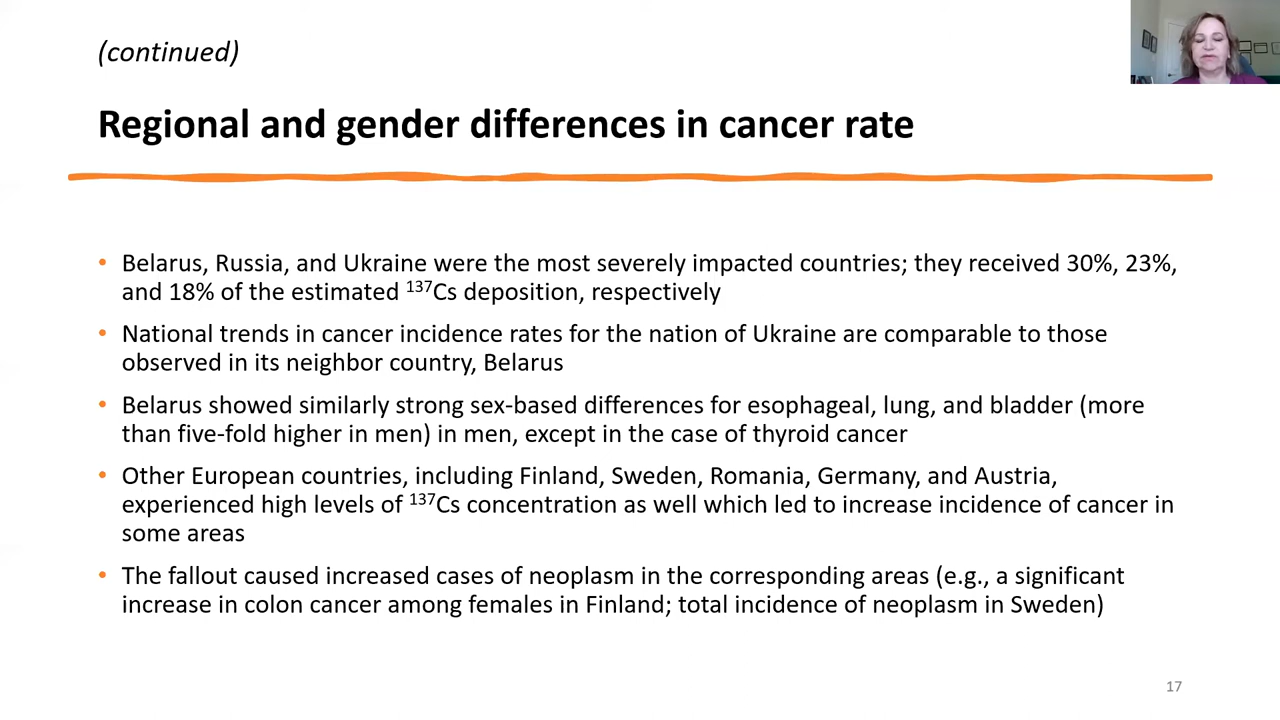 (continued)
Regional and gender differences in cancer rate
• Belarus, Russia, and Ukraine were the most severely impacted countries; they received 30%, 23%,
and 18% of the estimated ¹³⁷Cs deposition, respectively
• National trends in cancer incidence rates for the nation of Ukraine are comparable to those
observed in its neighbor country, Belarus
• Belarus showed similarly strong sex-based differences for esophageal, lung, and bladder (more
than five-fold higher in men) in men, except in the case of thyroid cancer
• Other European countries, including Finland, Sweden, Romania, Germany, and Austria,
experienced high levels of ¹³⁷Cs concentration as well which led to increase incidence of cancer in
some areas
• The fallout caused increased cases of neoplasm in the corresponding areas (e.g., a significant
increase in colon cancer among females in Finland; total incidence of neoplasm in Sweden)
17